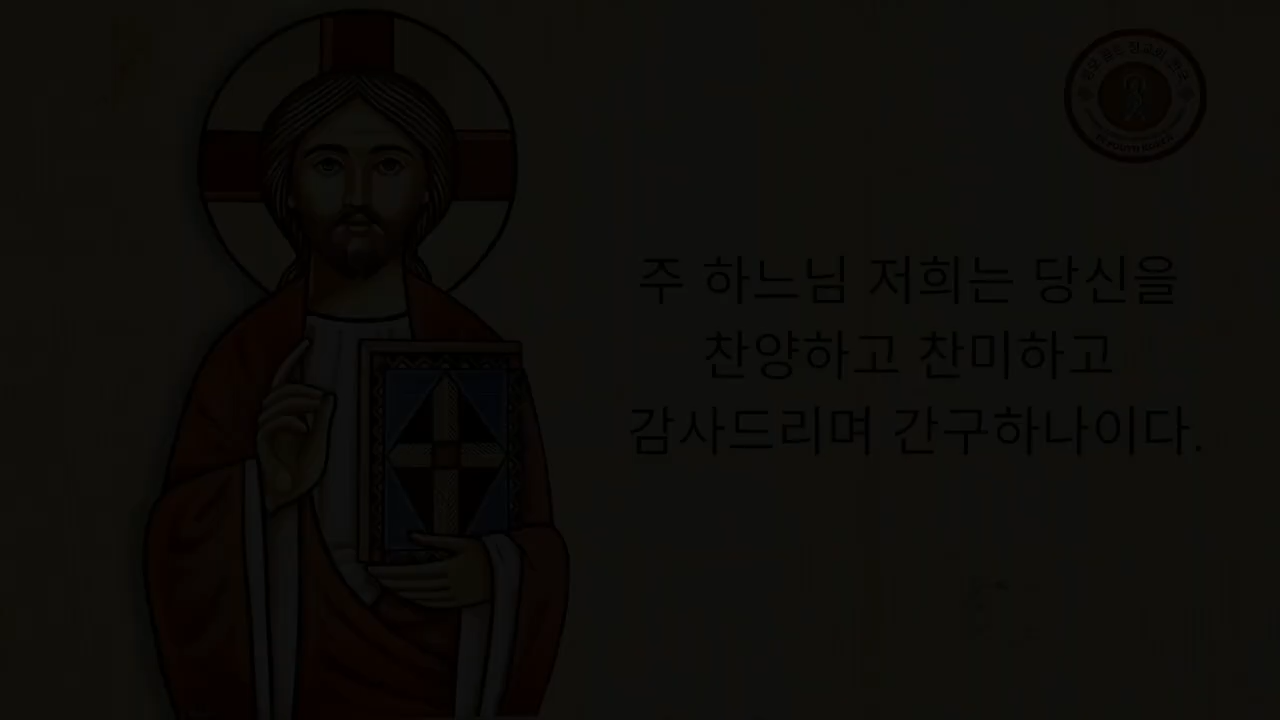 주 하느님 저희는 당신을
찬양하고 찬미하고
감사드리며 간구하나이다.